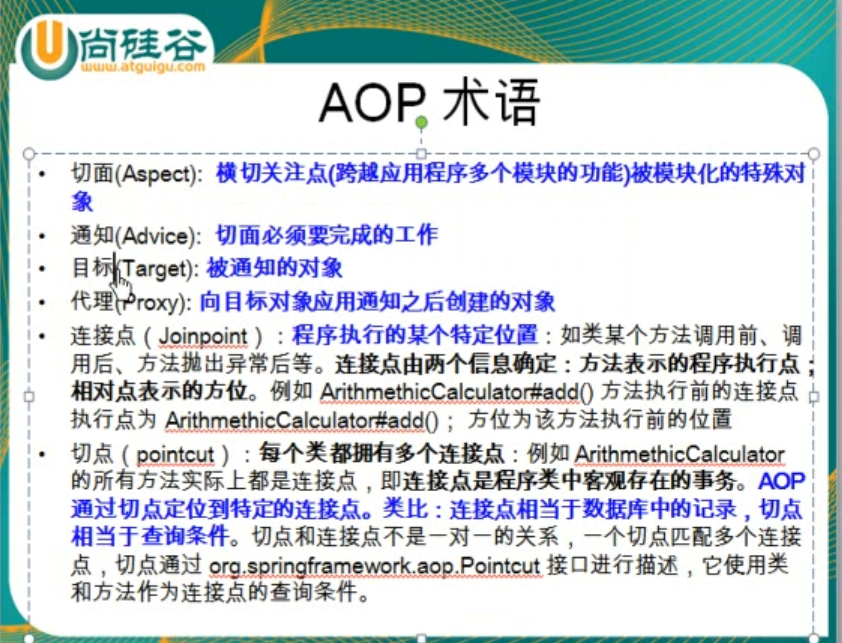 尚硅谷
www.atguigu.com
AOP 术语
• 切面(Aspect): 横切关注点(跨越应用程序多个模块的功能)被模块化的特殊对
象
• 通知(Advice): 切面必须要完成的工作
• 目标(Target): 被通知的对象
• 代理(Proxy): 向目标对象应用通知之后创建的对象
• 连接点（Joinpoint）：程序执行的某个特定位置：如类某个方法调用前、调
用后、方法抛出异常后等。连接点由两个信息确定：方法表示的程序执行点；
相对点表示的方位。例如 ArithmethicCalculator#add() 方法执行前的连接点，
执行点为 ArithmethicCalculator#add()； 方位为该方法执行前的位置
• 切点（pointcut）：每个类都拥有多个连接点：例如 ArithmethicCalculator
的所有方法实际上都是连接点，即连接点是程序类中客观存在的事务。AOP
通过切点定位到特定的连接点。类比：连接点相当于数据库中的记录，切点
相当于查询条件。切点和连接点不是一对一的关系，一个切点匹配多个连接
点，切点通过 org.springframework.aop.Pointcut 接口进行描述，它使用类
和方法作为连接点的查询条件。